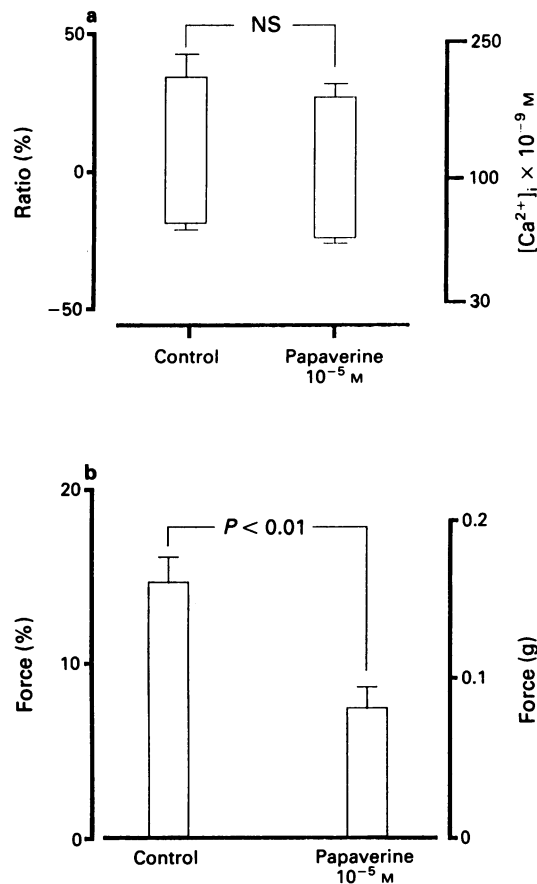 a
NS
50
0
−50
Ratio (%)
250
100
30
[Ca²⁺]ᵢ × 10⁻⁹ M
Control
Papaverine
10⁻⁵ M
b
P < 0.01
20
10
0
Force (%)
0.2
0.1
0
Force (g)
Control
Papaverine
10⁻⁵ M